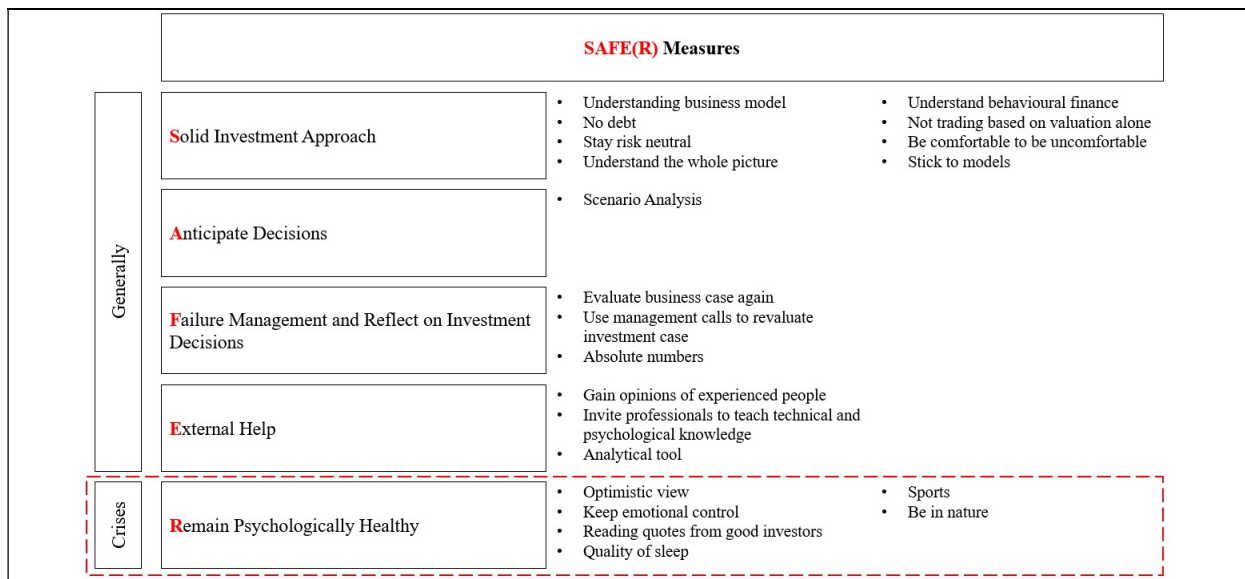 SAFE(R) Measures
Generally
Solid Investment Approach
• Understanding business model
• No debt
• Stay risk neutral
• Understand the whole picture
• Understand behavioural finance
• Not trading based on valuation alone
• Be comfortable to be uncomfortable
• Stick to models
Anticipate Decisions
• Scenario Analysis
Failure Management and Reflect on Investment
Decisions
• Evaluate business case again
• Use management calls to revaluate
investment case
• Absolute numbers
External Help
• Gain opinions of experienced people
• Invite professionals to teach technical and
psychological knowledge
• Analytical tool
Crises
Remain Psychologically Healthy
• Optimistic view
• Keep emotional control
• Reading quotes from good investors
• Quality of sleep
• Sports
• Be in nature